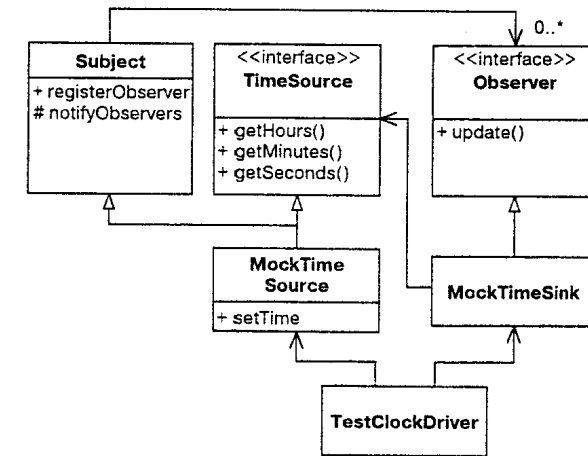 0..*
Subject
+ registerObserver
# notifyObservers
<<interface>>
TimeSource
+ getHours()
+ getMinutes()
+ getSeconds()
<<interface>>
Observer
+ update()
MockTime
Source
+ setTime
MockTimeSink
TestClockDriver